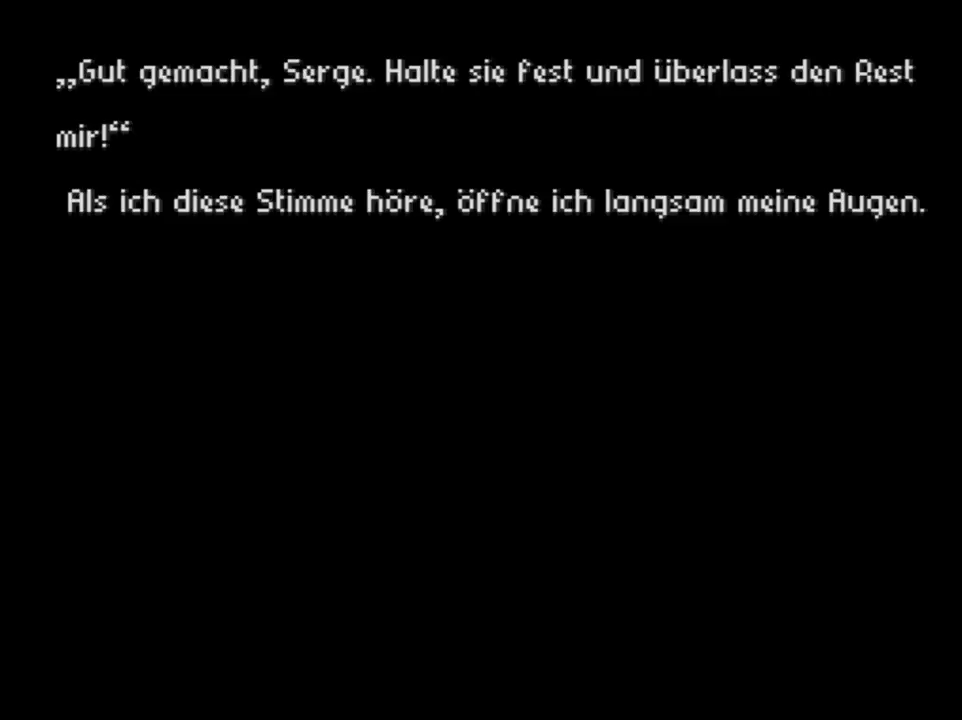 „Gut gemacht, Serge. Halte sie fest und überlass den Rest
mir!“
Als ich diese Stimme höre, öffne ich langsam meine Augen.